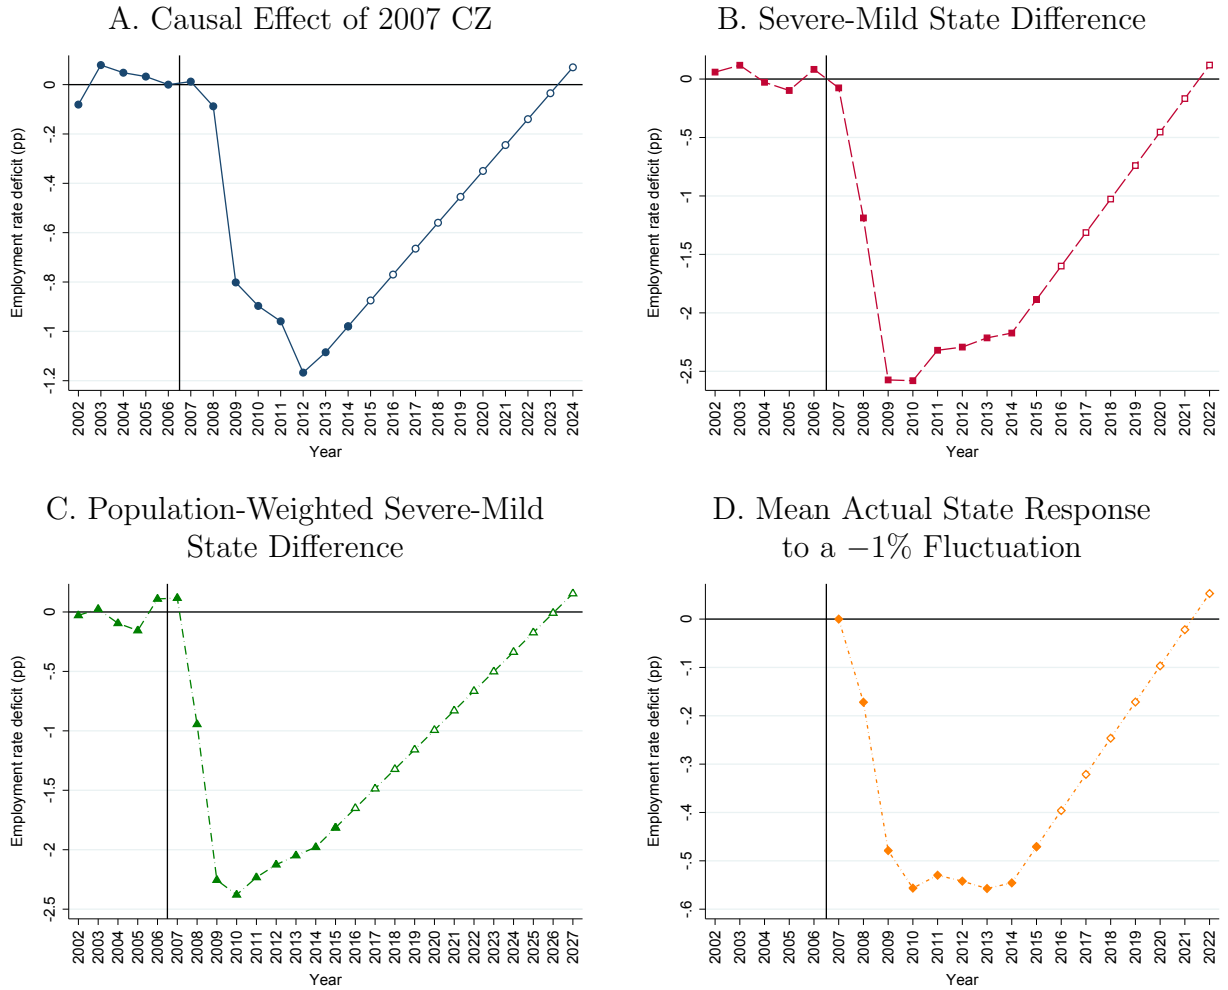 A. Causal Effect of 2007 CZ
Employment rate deficit (pp)
0
-.2
-.4
-.6
-.8
-1
-1.2
2002 2003 2004 2005 2006 2007 2008 2009 2010 2011 2012 2013 2014 2015 2016 2017 2018 2019 2020 2021 2022 2023 2024
Year
B. Severe-Mild State Difference
Employment rate deficit (pp)
0
-.5
-1
-1.5
-2
-2.5
2002 2003 2004 2005 2006 2007 2008 2009 2010 2011 2012 2013 2014 2015 2016 2017 2018 2019 2020 2021 2022
Year
C. Population-Weighted Severe-Mild
State Difference
Employment rate deficit (pp)
0
-.5
-1
-1.5
-2
-2.5
2002 2003 2004 2005 2006 2007 2008 2009 2010 2011 2012 2013 2014 2015 2016 2017 2018 2019 2020 2021 2022 2023 2024 2025 2026 2027
Year
D. Mean Actual State Response
to a −1% Fluctuation
Employment rate deficit (pp)
0
-.1
-.2
-.3
-.4
-.5
-.6
2002 2003 2004 2005 2006 2007 2008 2009 2010 2011 2012 2013 2014 2015 2016 2017 2018 2019 2020 2021 2022
Year